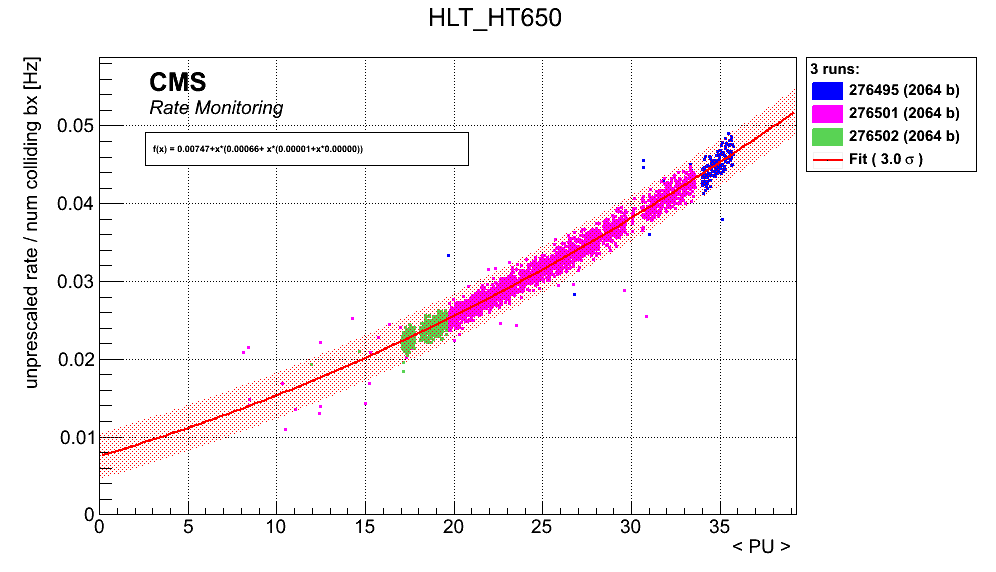 HLT_HT650
unprescaled rate / num colliding bx [Hz]
CMS
Rate Monitoring
f(x) = 0.00747+x*(0.00066+ x*(0.00001+x*0.00000))
3 runs:
276495 (2064 b)
276501 (2064 b)
276502 (2064 b)
Fit ( 3.0 σ )
0.05
0.04
0.03
0.02
0.01
0
0 5 10 15 20 25 30 35
< PU >